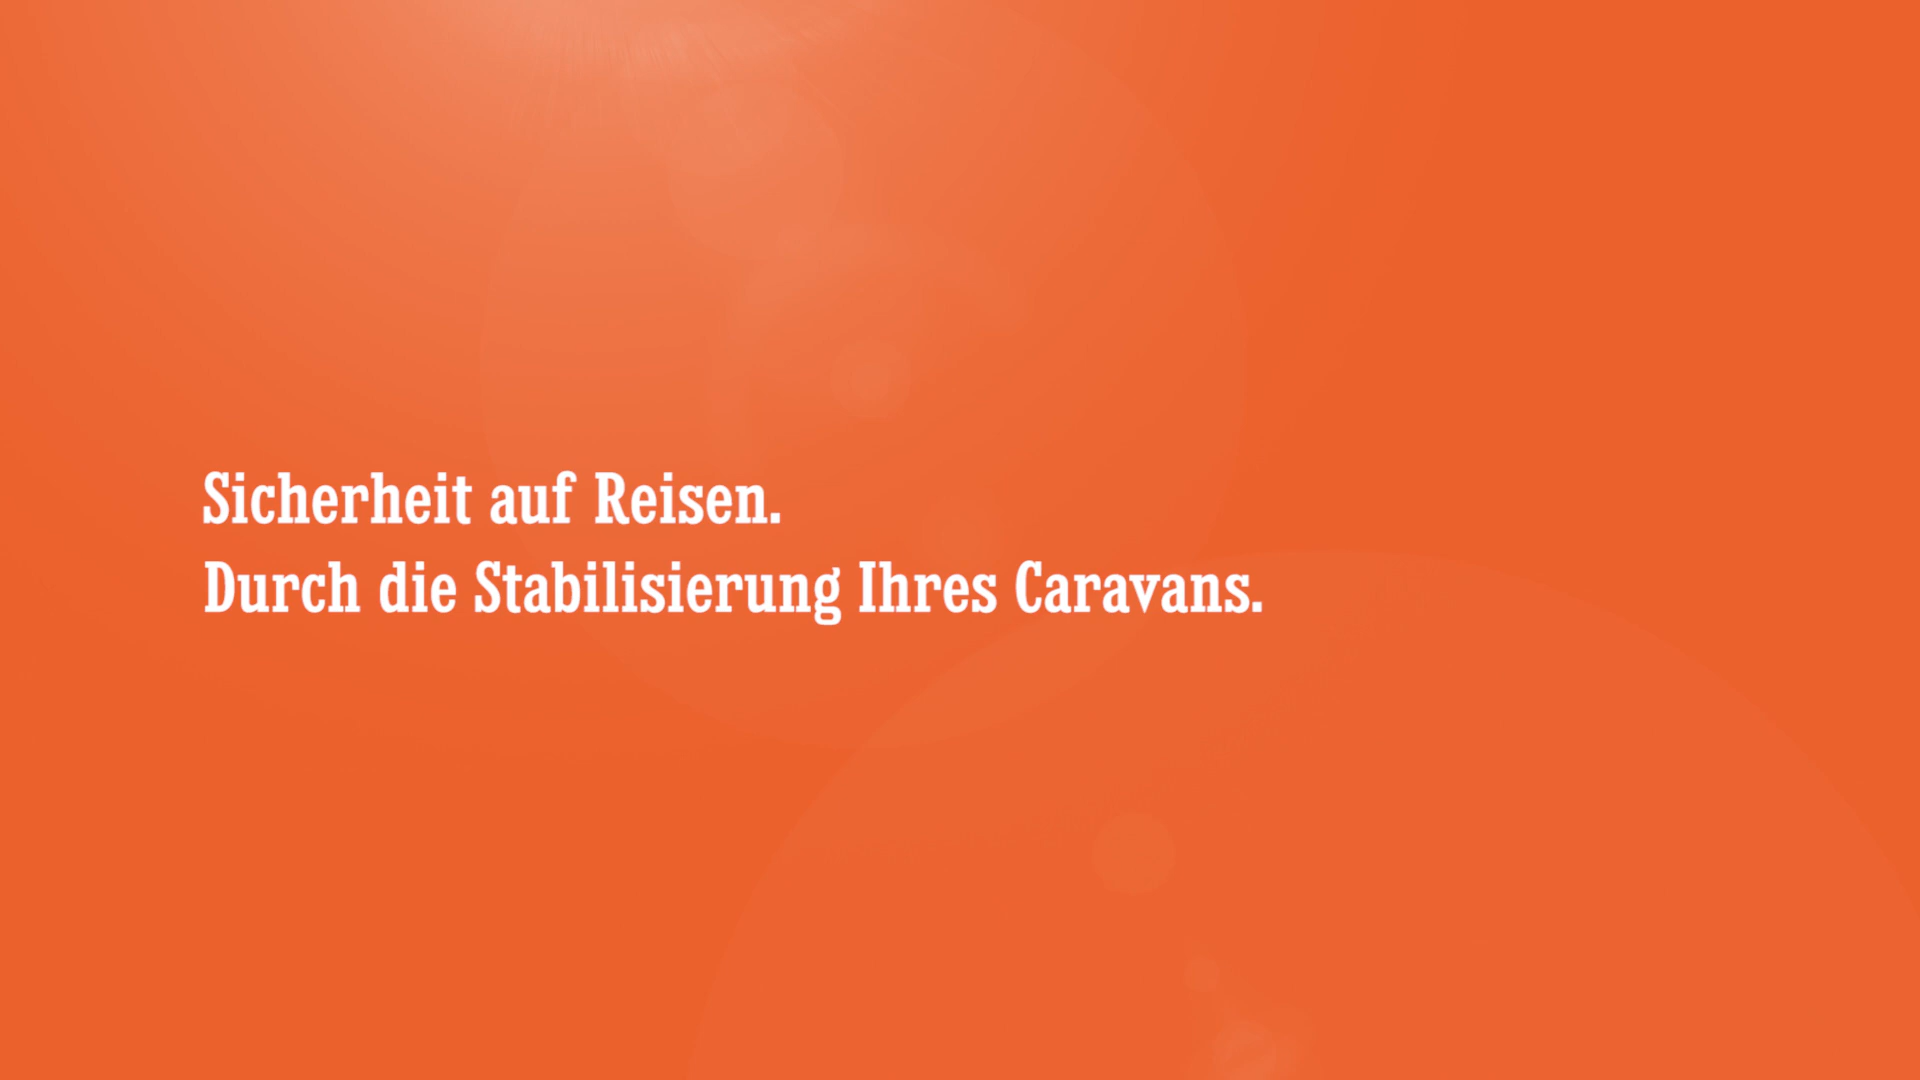 Sicherheit auf Reisen.
Durch die Stabilisierung Ihres Caravans.